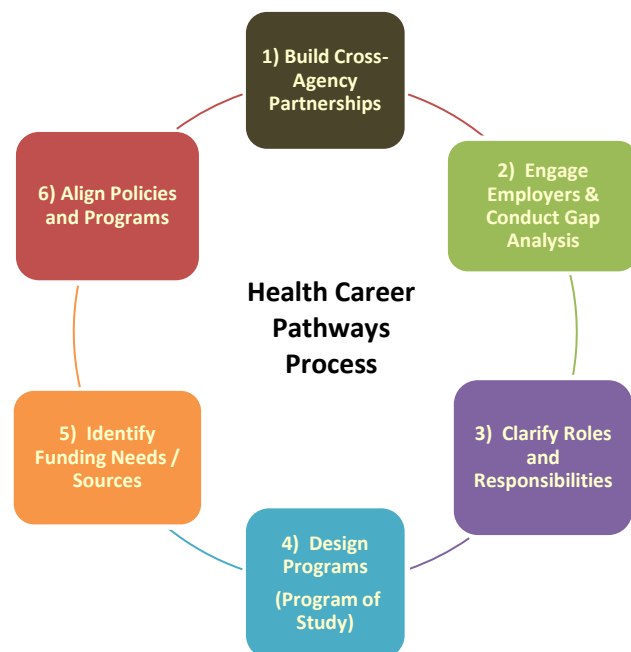 1) Build Cross-
Agency
Partnerships
2)  Engage
Employers &
Conduct Gap
Analysis
3)  Clarify Roles
and
Responsibilities
4)  Design
Programs
(Program of
Study)
5)  Identify
Funding Needs /
Sources
6) Align Policies
and Programs
Health Career
Pathways
Process